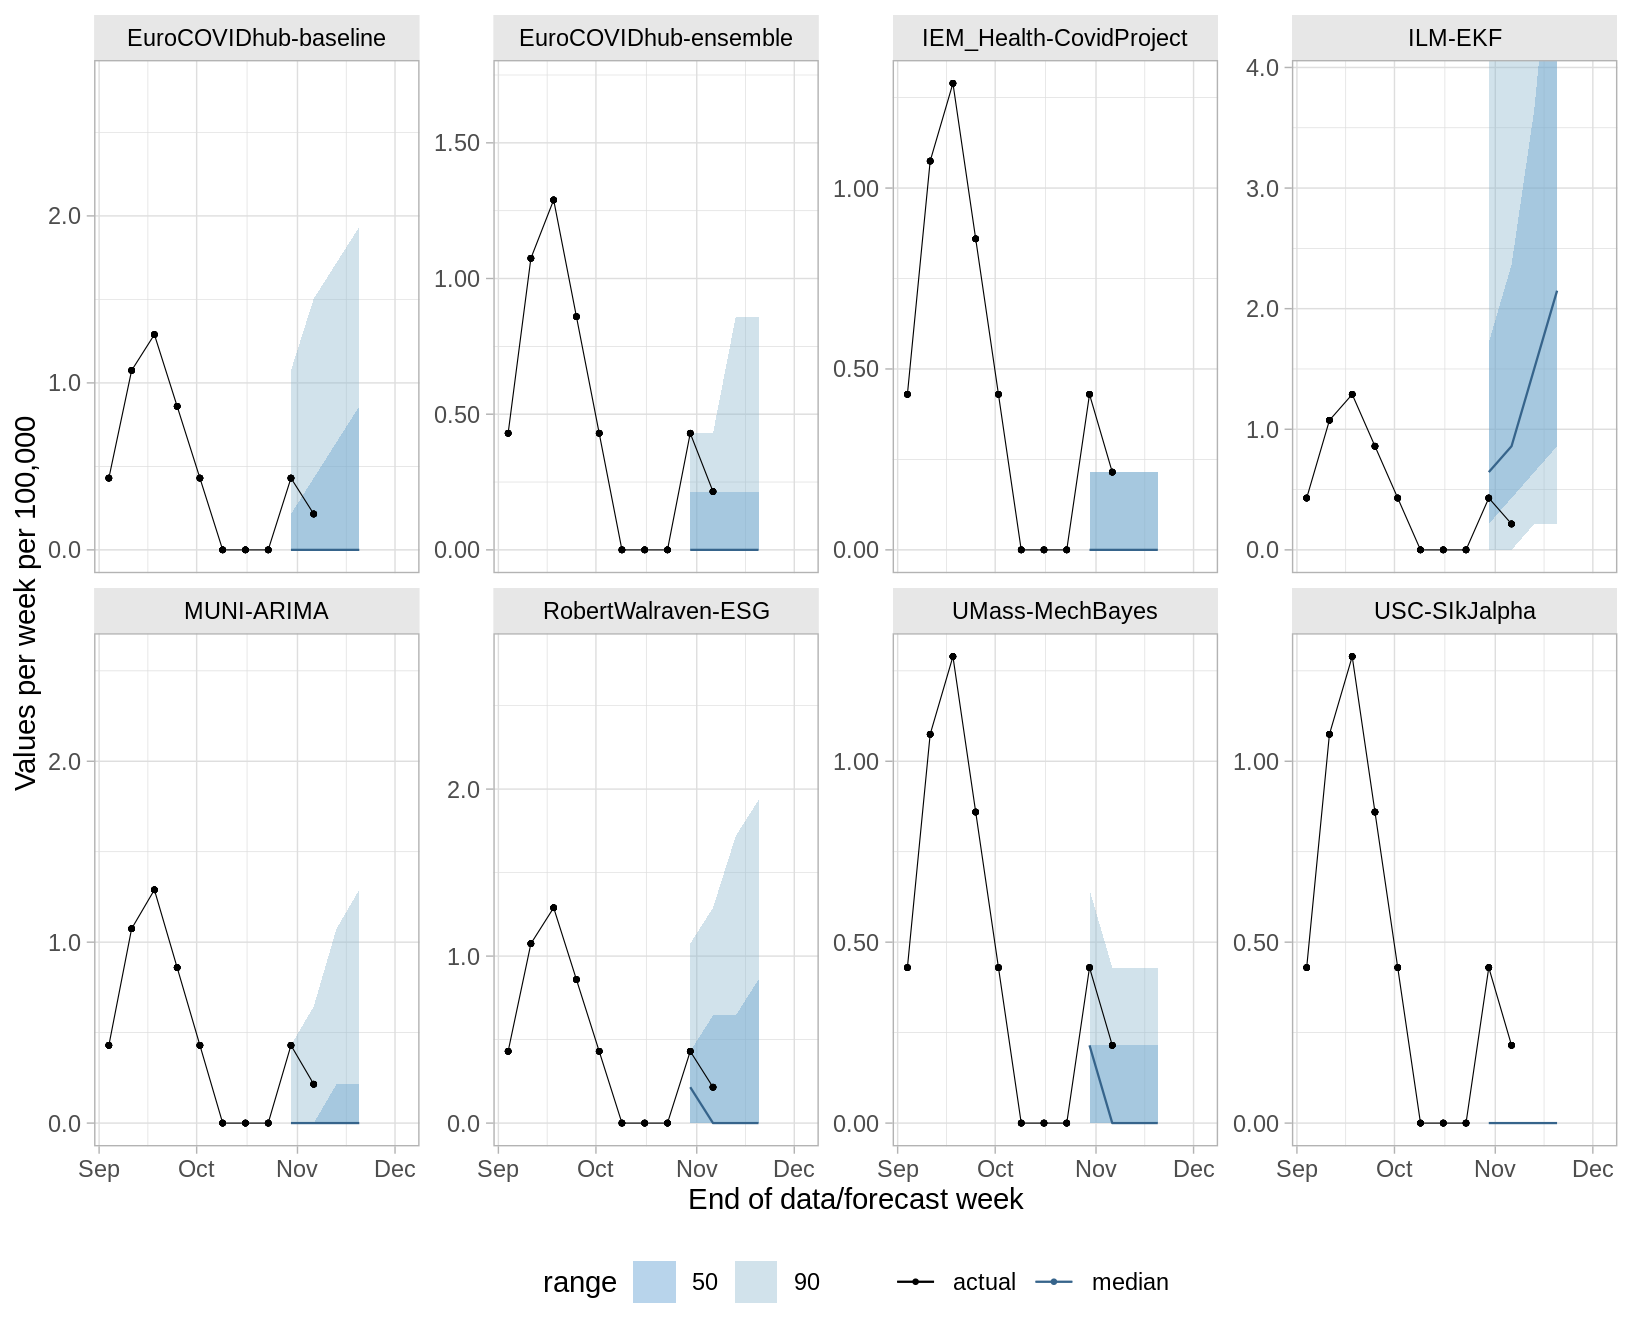 EuroCOVIDhub-baseline
EuroCOVIDhub-ensemble
IEM_Health-CovidProject
ILM-EKF
2.0
1.0
0.0
1.50
1.00
0.50
0.00
1.00
0.50
0.00
4.0
3.0
2.0
1.0
0.0
Values per week per 100,000
MUNI-ARIMA
RobertWalraven-ESG
UMass-MechBayes
USC-SIkJalpha
2.0
1.0
0.0
2.0
1.0
0.0
1.00
0.50
0.00
1.00
0.50
0.00
Sep Oct Nov Dec
Sep Oct Nov Dec
Sep Oct Nov Dec
Sep Oct Nov Dec
End of data/forecast week
range 50 90 actual median